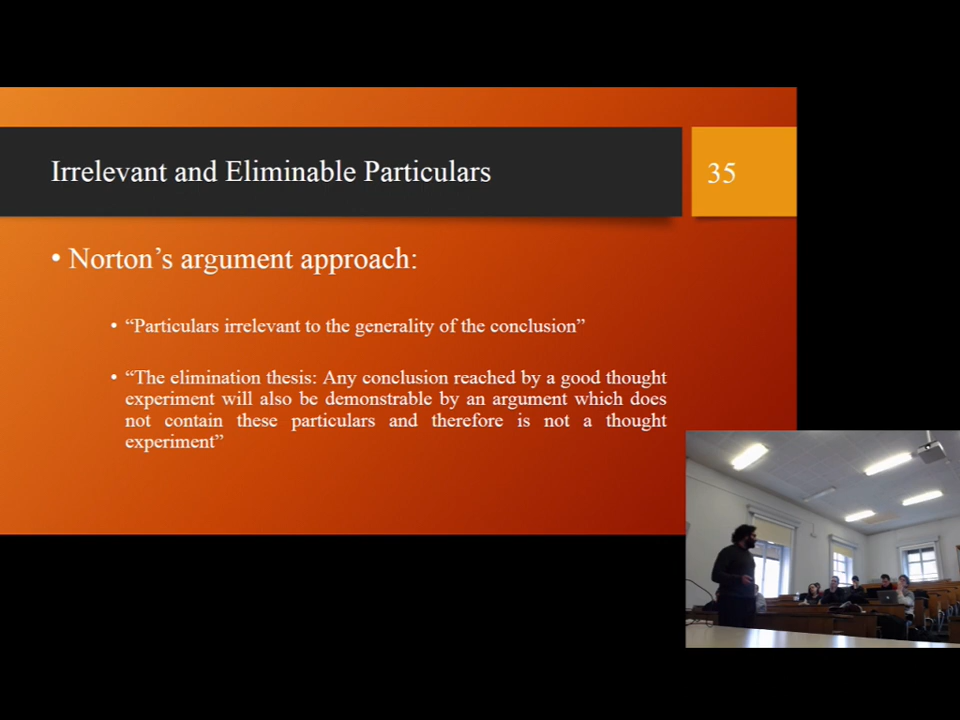 Irrelevant and Eliminable Particulars
35
• Norton’s argument approach:
• “Particulars irrelevant to the generality of the conclusion”
• “The elimination thesis: Any conclusion reached by a good thought
experiment will also be demonstrable by an argument which does
not contain these particulars and therefore is not a thought
experiment”